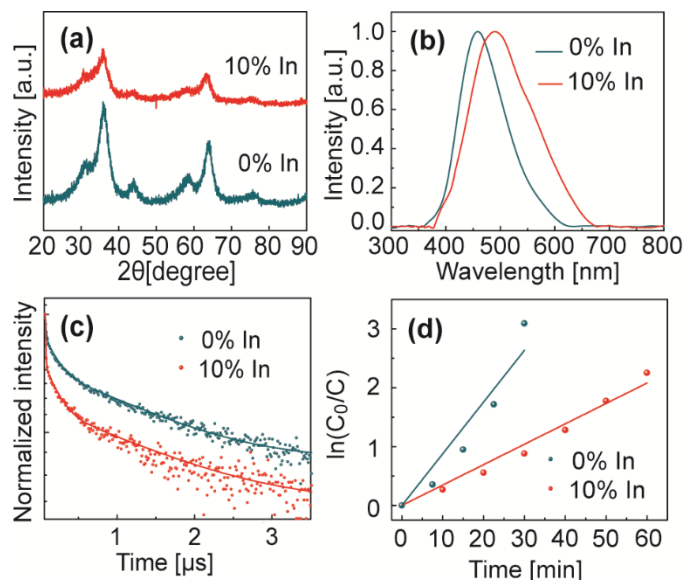 (a)
10% In
0% In
Intensity [a.u.]
20 30 40 50 60 70 80 90
2θ[degree]
(b)
0% In
10% In
Intensity [a.u.]
1.0
0.8
0.6
0.4
0.2
0.0
300 400 500 600 700 800
Wavelength [nm]
(c)
0% In
10% In
Normalized intensity
1 2 3
Time [µs]
(d)
0% In
10% In
ln(C₀/C)
3
2
1
0
0 10 20 30 40 50 60
Time [min]